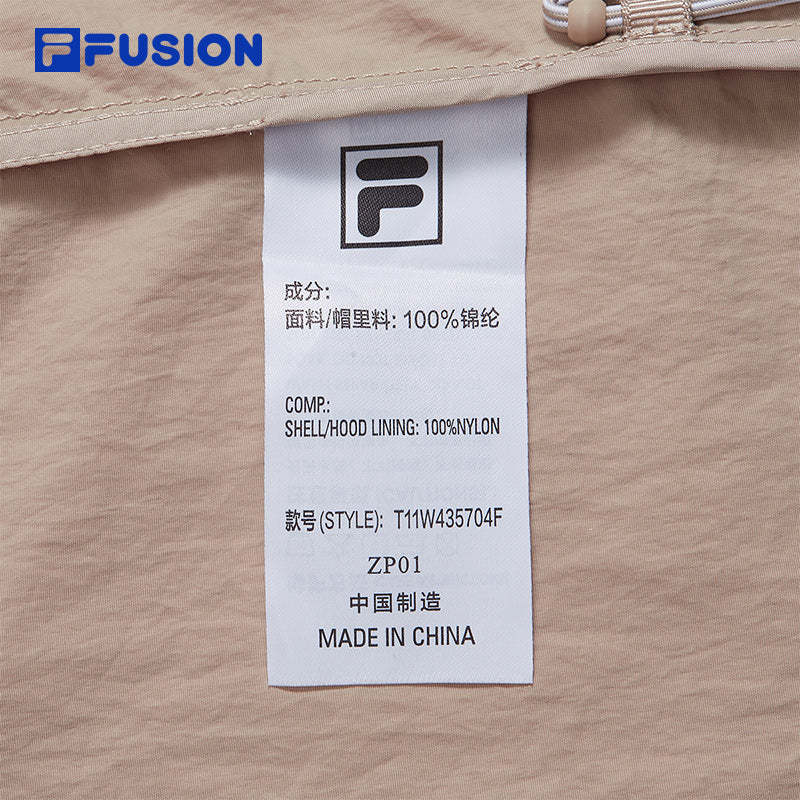 FUSION
F
成分:
面料/帽里料: 100%锦纶
COMP.:
SHELL/HOOD LINING: 100%NYLON
款号(STYLE): T11W435704F
ZP01
中国制造
MADE IN CHINA